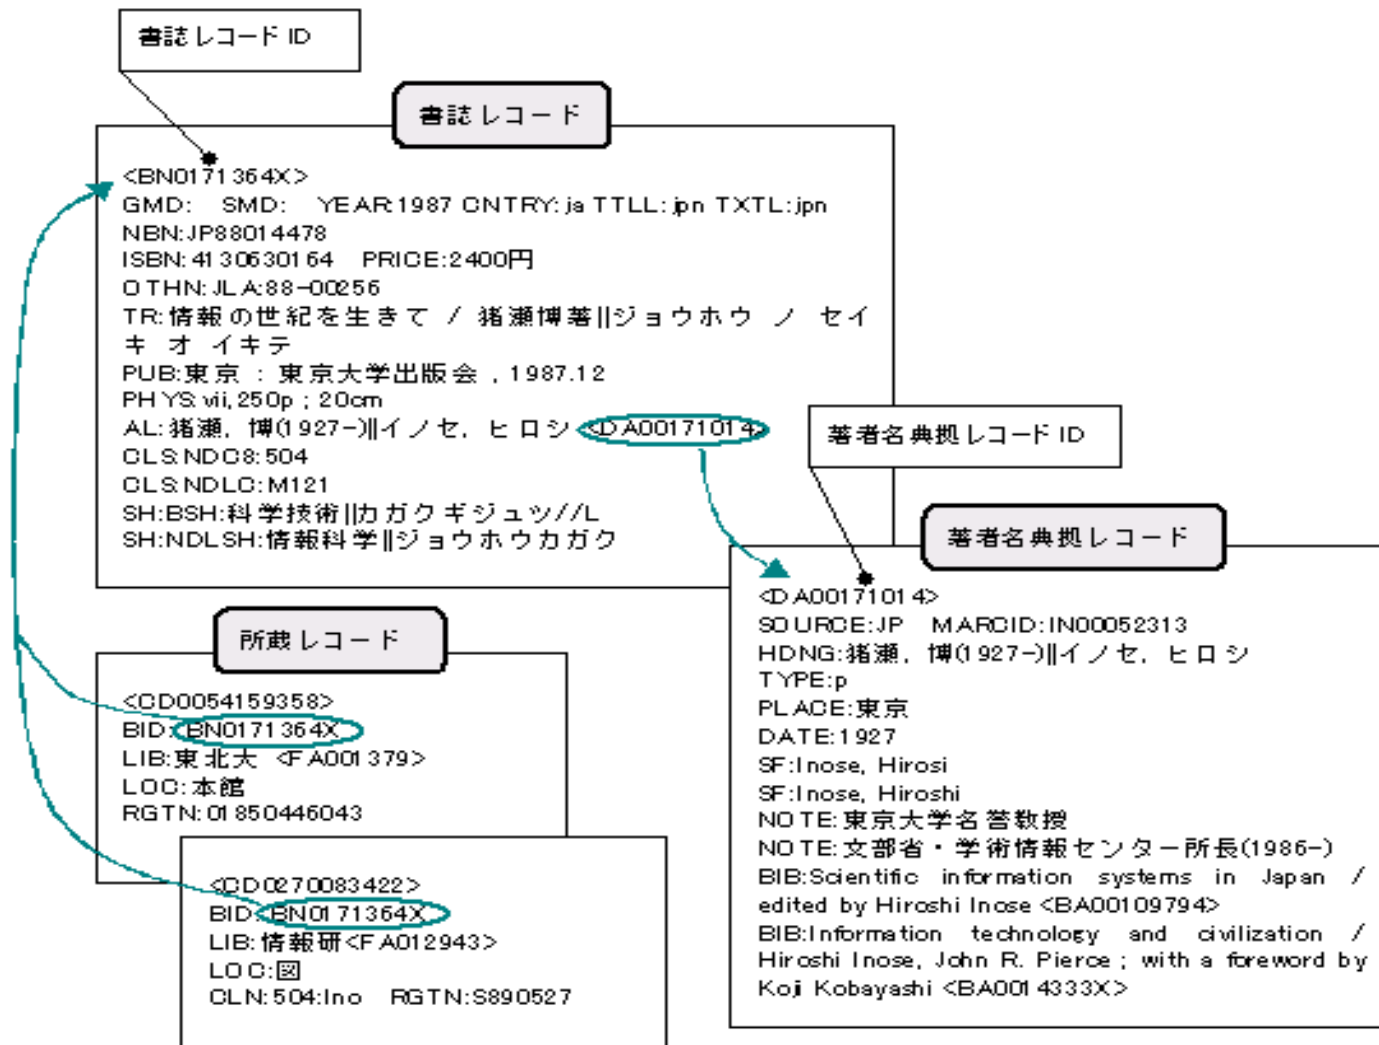 書誌レコード ID
書誌レコード
<BN0171364X>
GMD: SMD: YEAR:1987 CNTRY:ja TTLL:jpn TXTL:jpn
NBN:JP88014478
ISBN:4130630164 PRICE:2400円
OTHN:JLA:88-00256
TR:情報の世紀を生きて / 猪瀬博著||ジョウホウ ノ セイ
キ オ イキテ
PUB:東京 : 東京大学出版会 , 1987.12
PHYS:vii,250p ; 20cm
AL:猪瀬, 博(1927-)||イノセ, ヒロシ <DA00171014>
CLS:NDC8:504
CLS:NDLC:M121
SH:BSH:科学技術||カガクギジュツ//L
SH:NDLSH:情報科学||ジョウホウカガク
著者名典拠レコード ID
著者名典拠レコード
<DA00171014>
SOURCE:JP MARCID:IN00052313
HDNG:猪瀬, 博(1927-)||イノセ, ヒロシ
TYPE:p
PLACE:東京
DATE:1927
SF:Inose, Hirosi
SF:Inose, Hiroshi
NOTE:東京大学名誉教授
NOTE:文部省・学術情報センター所長(1986-)
BIB:Scientific information systems in Japan /
edited by Hiroshi Inose <BA00109794>
BIB:Information technology and civilization /
Hiroshi Inose, John R. Pierce ; with a foreword by
Koji Kobayashi <BA0014333X>
所蔵レコード
<CD0054159358>
BID:BN0171364X
LIB:東北大 <FA001379>
LOC:本館
RGTN:01850446043
<CD0270083422>
BID:BN0171364X
LIB:情報研<FA012943>
LOC:図
CLN:504:Ino RGTN:S890527